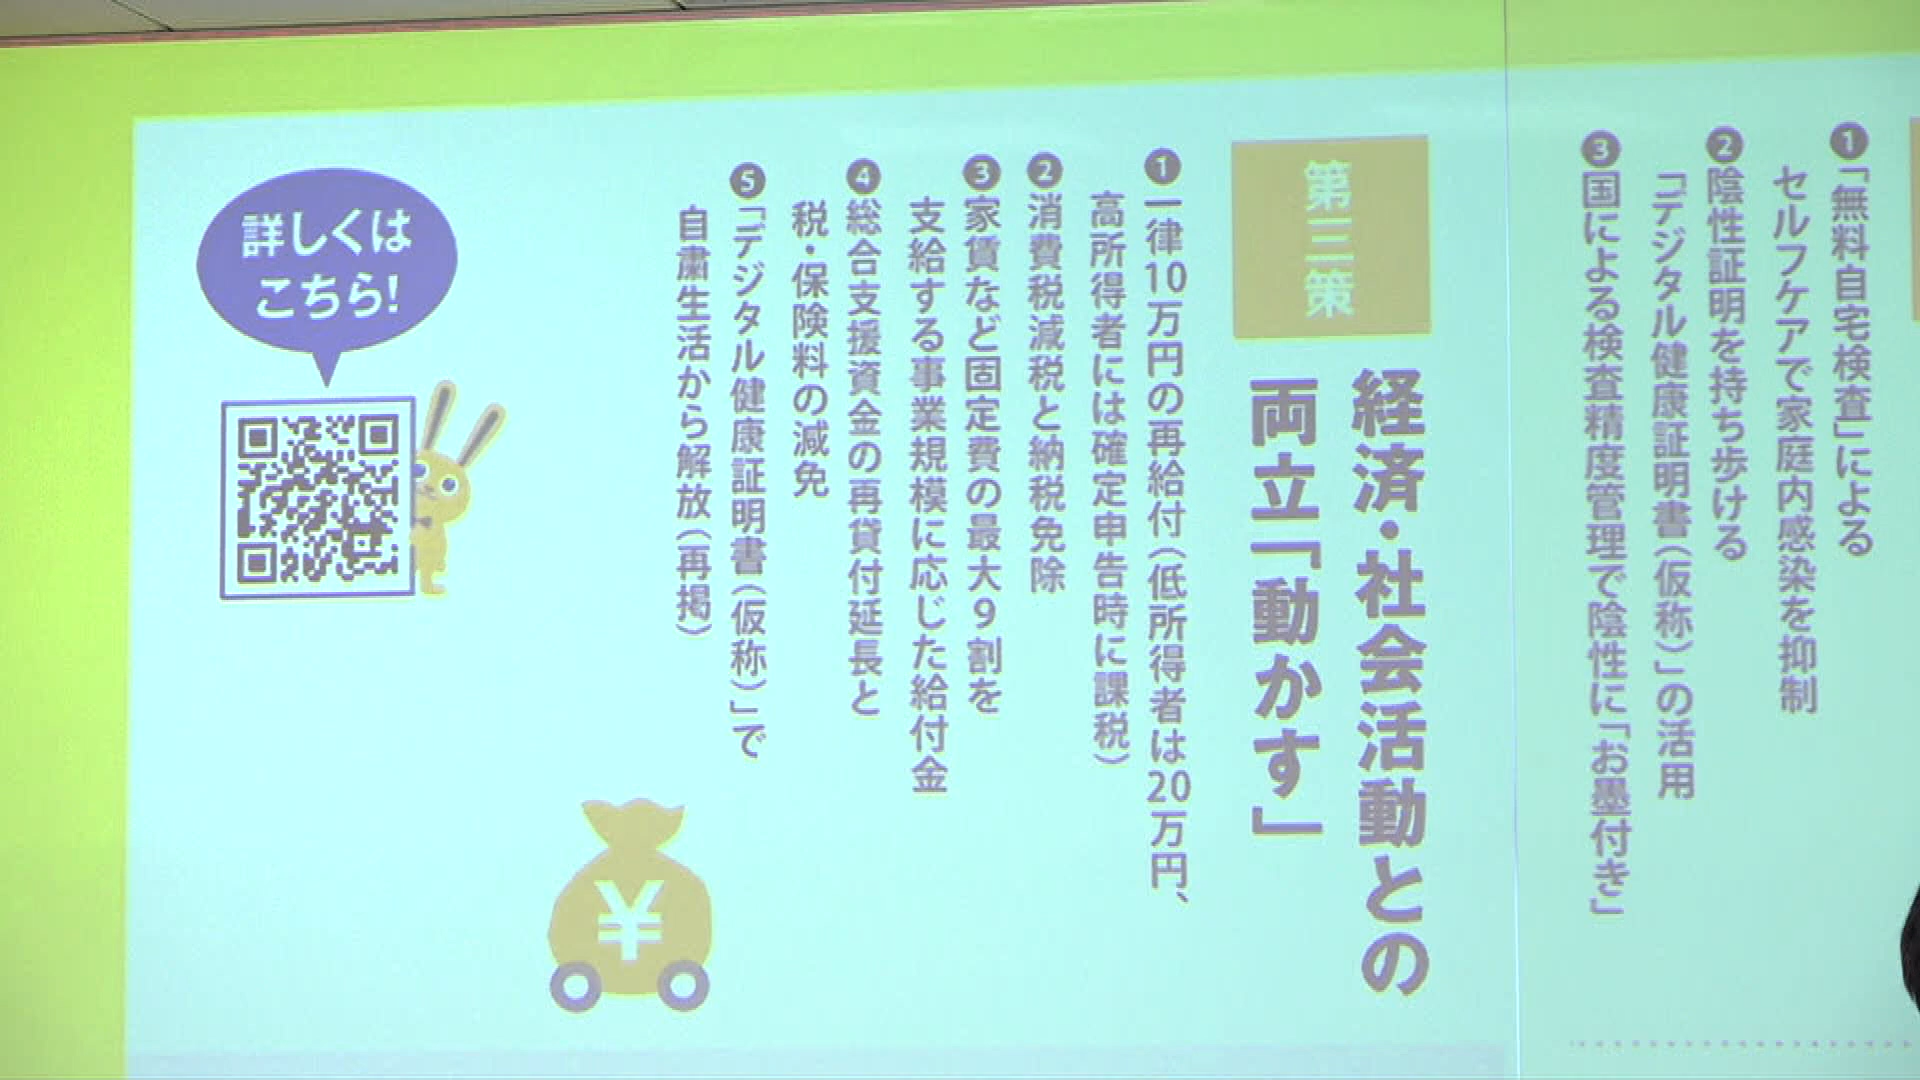 ❶「無料自宅検査」による
セルフケアで家庭内感染を抑制
❷陰性証明を持ち歩ける
「デジタル健康証明書(仮称)」の活用
❸国による検査精度管理で陰性に「お墨付き」
第三策
経済・社会活動との
両立「動かす」
❶一律10万円の再給付(低所得者は20万円、
高所得者には確定申告時に課税)
❷消費税減税と納税免除
❸家賃など固定費の最大9割を
支給する事業規模に応じた給付金
❹総合支援資金の再貸付延長と
税・保険料の減免
❺「デジタル健康証明書(仮称)」で
自粛生活から解放(再掲)
詳しくは
こちら!
¥